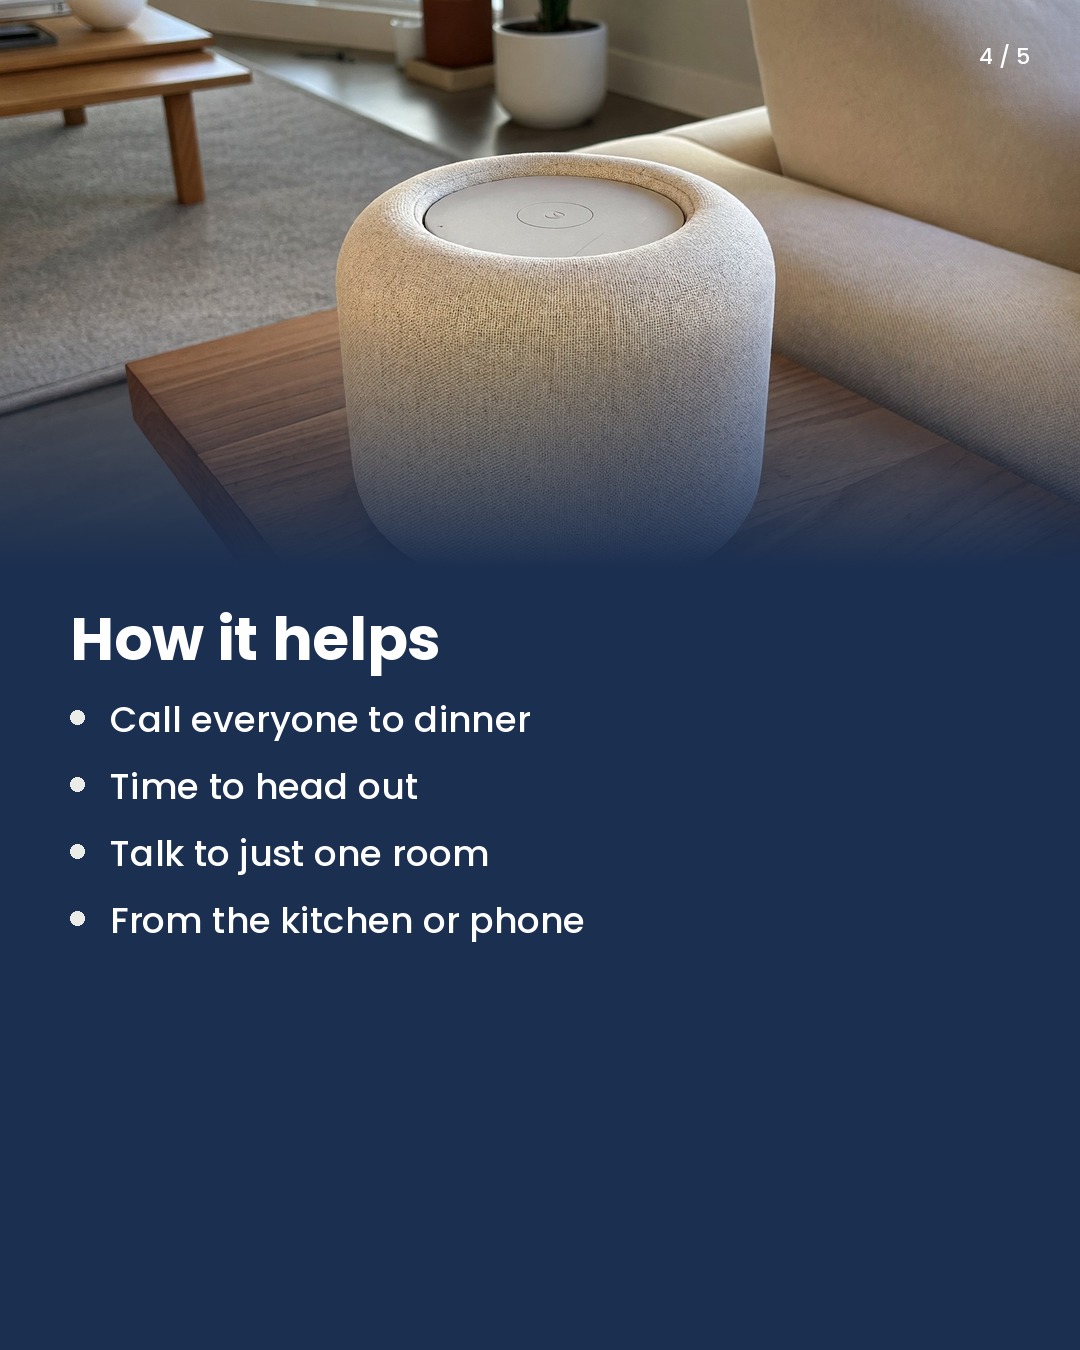 4 / 5
How it helps
Call everyone to dinner
Time to head out
Talk to just one room
From the kitchen or phone